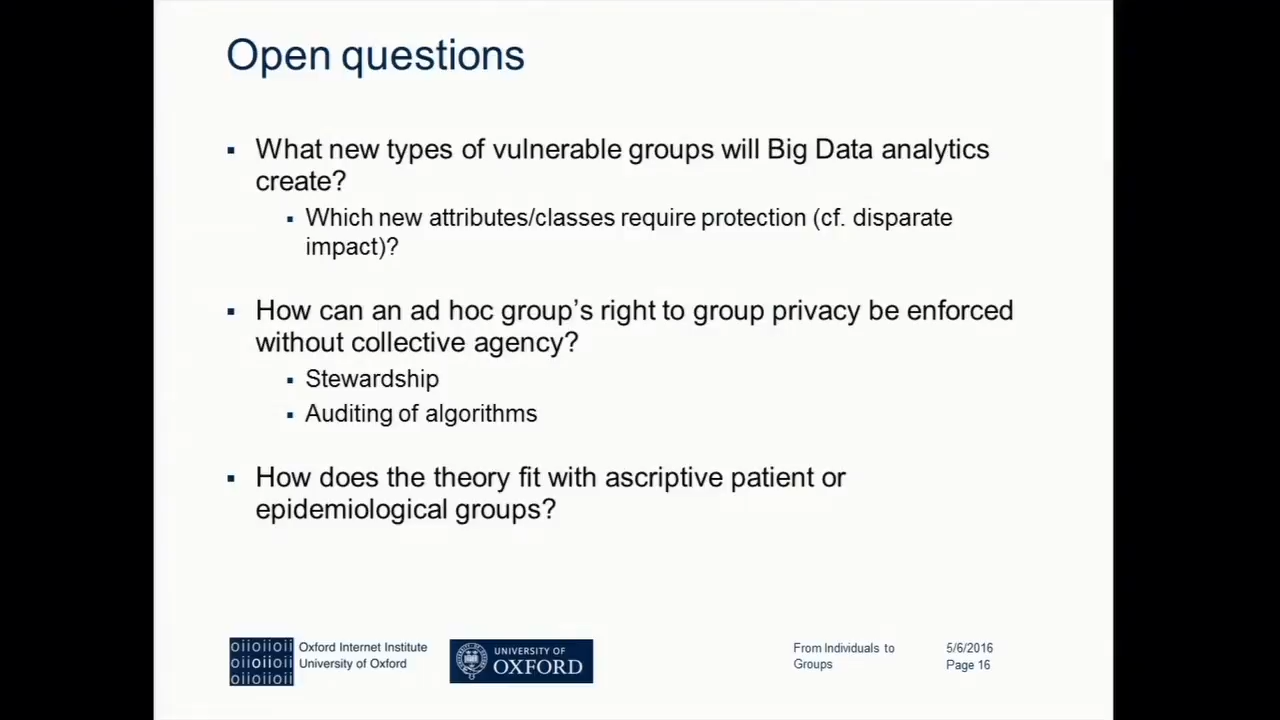 Open questions
▪ What new types of vulnerable groups will Big Data analytics
create?
▪ Which new attributes/classes require protection (cf. disparate
impact)?
▪ How can an ad hoc group’s right to group privacy be enforced
without collective agency?
▪ Stewardship
▪ Auditing of algorithms
▪ How does the theory fit with ascriptive patient or
epidemiological groups?
oiioiioii
oiioiioii
oiioiioii
Oxford Internet Institute
University of Oxford
UNIVERSITY OF
OXFORD
From Individuals to
Groups
5/6/2016
Page 16